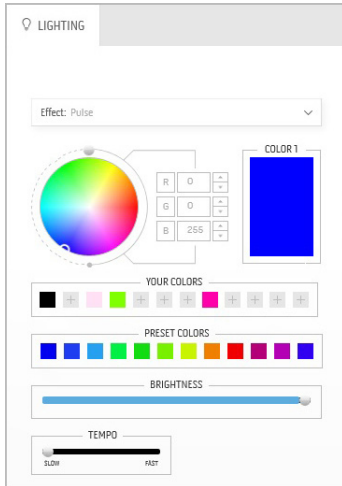 LIGHTING
Effect: Pulse
COLOR 1
R 0
G 0
B 255
YOUR COLORS
PRESET COLORS
BRIGHTNESS
TEMPO
SLOW FAST